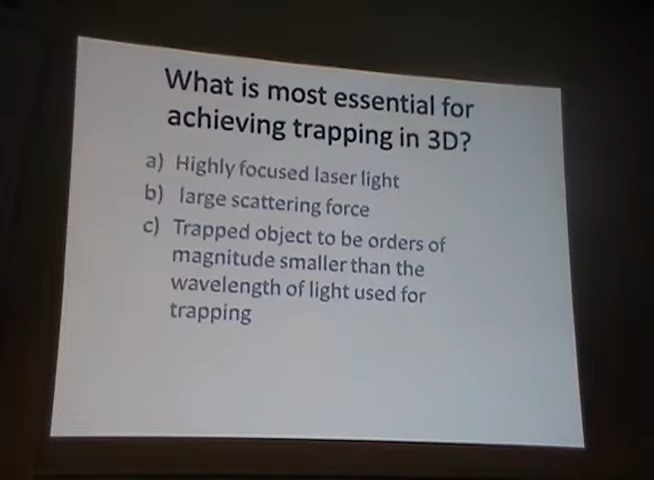 What is most essential for
achieving trapping in 3D?
a) Highly focused laser light
b) large scattering force
c) Trapped object to be orders of
magnitude smaller than the
wavelength of light used for
trapping